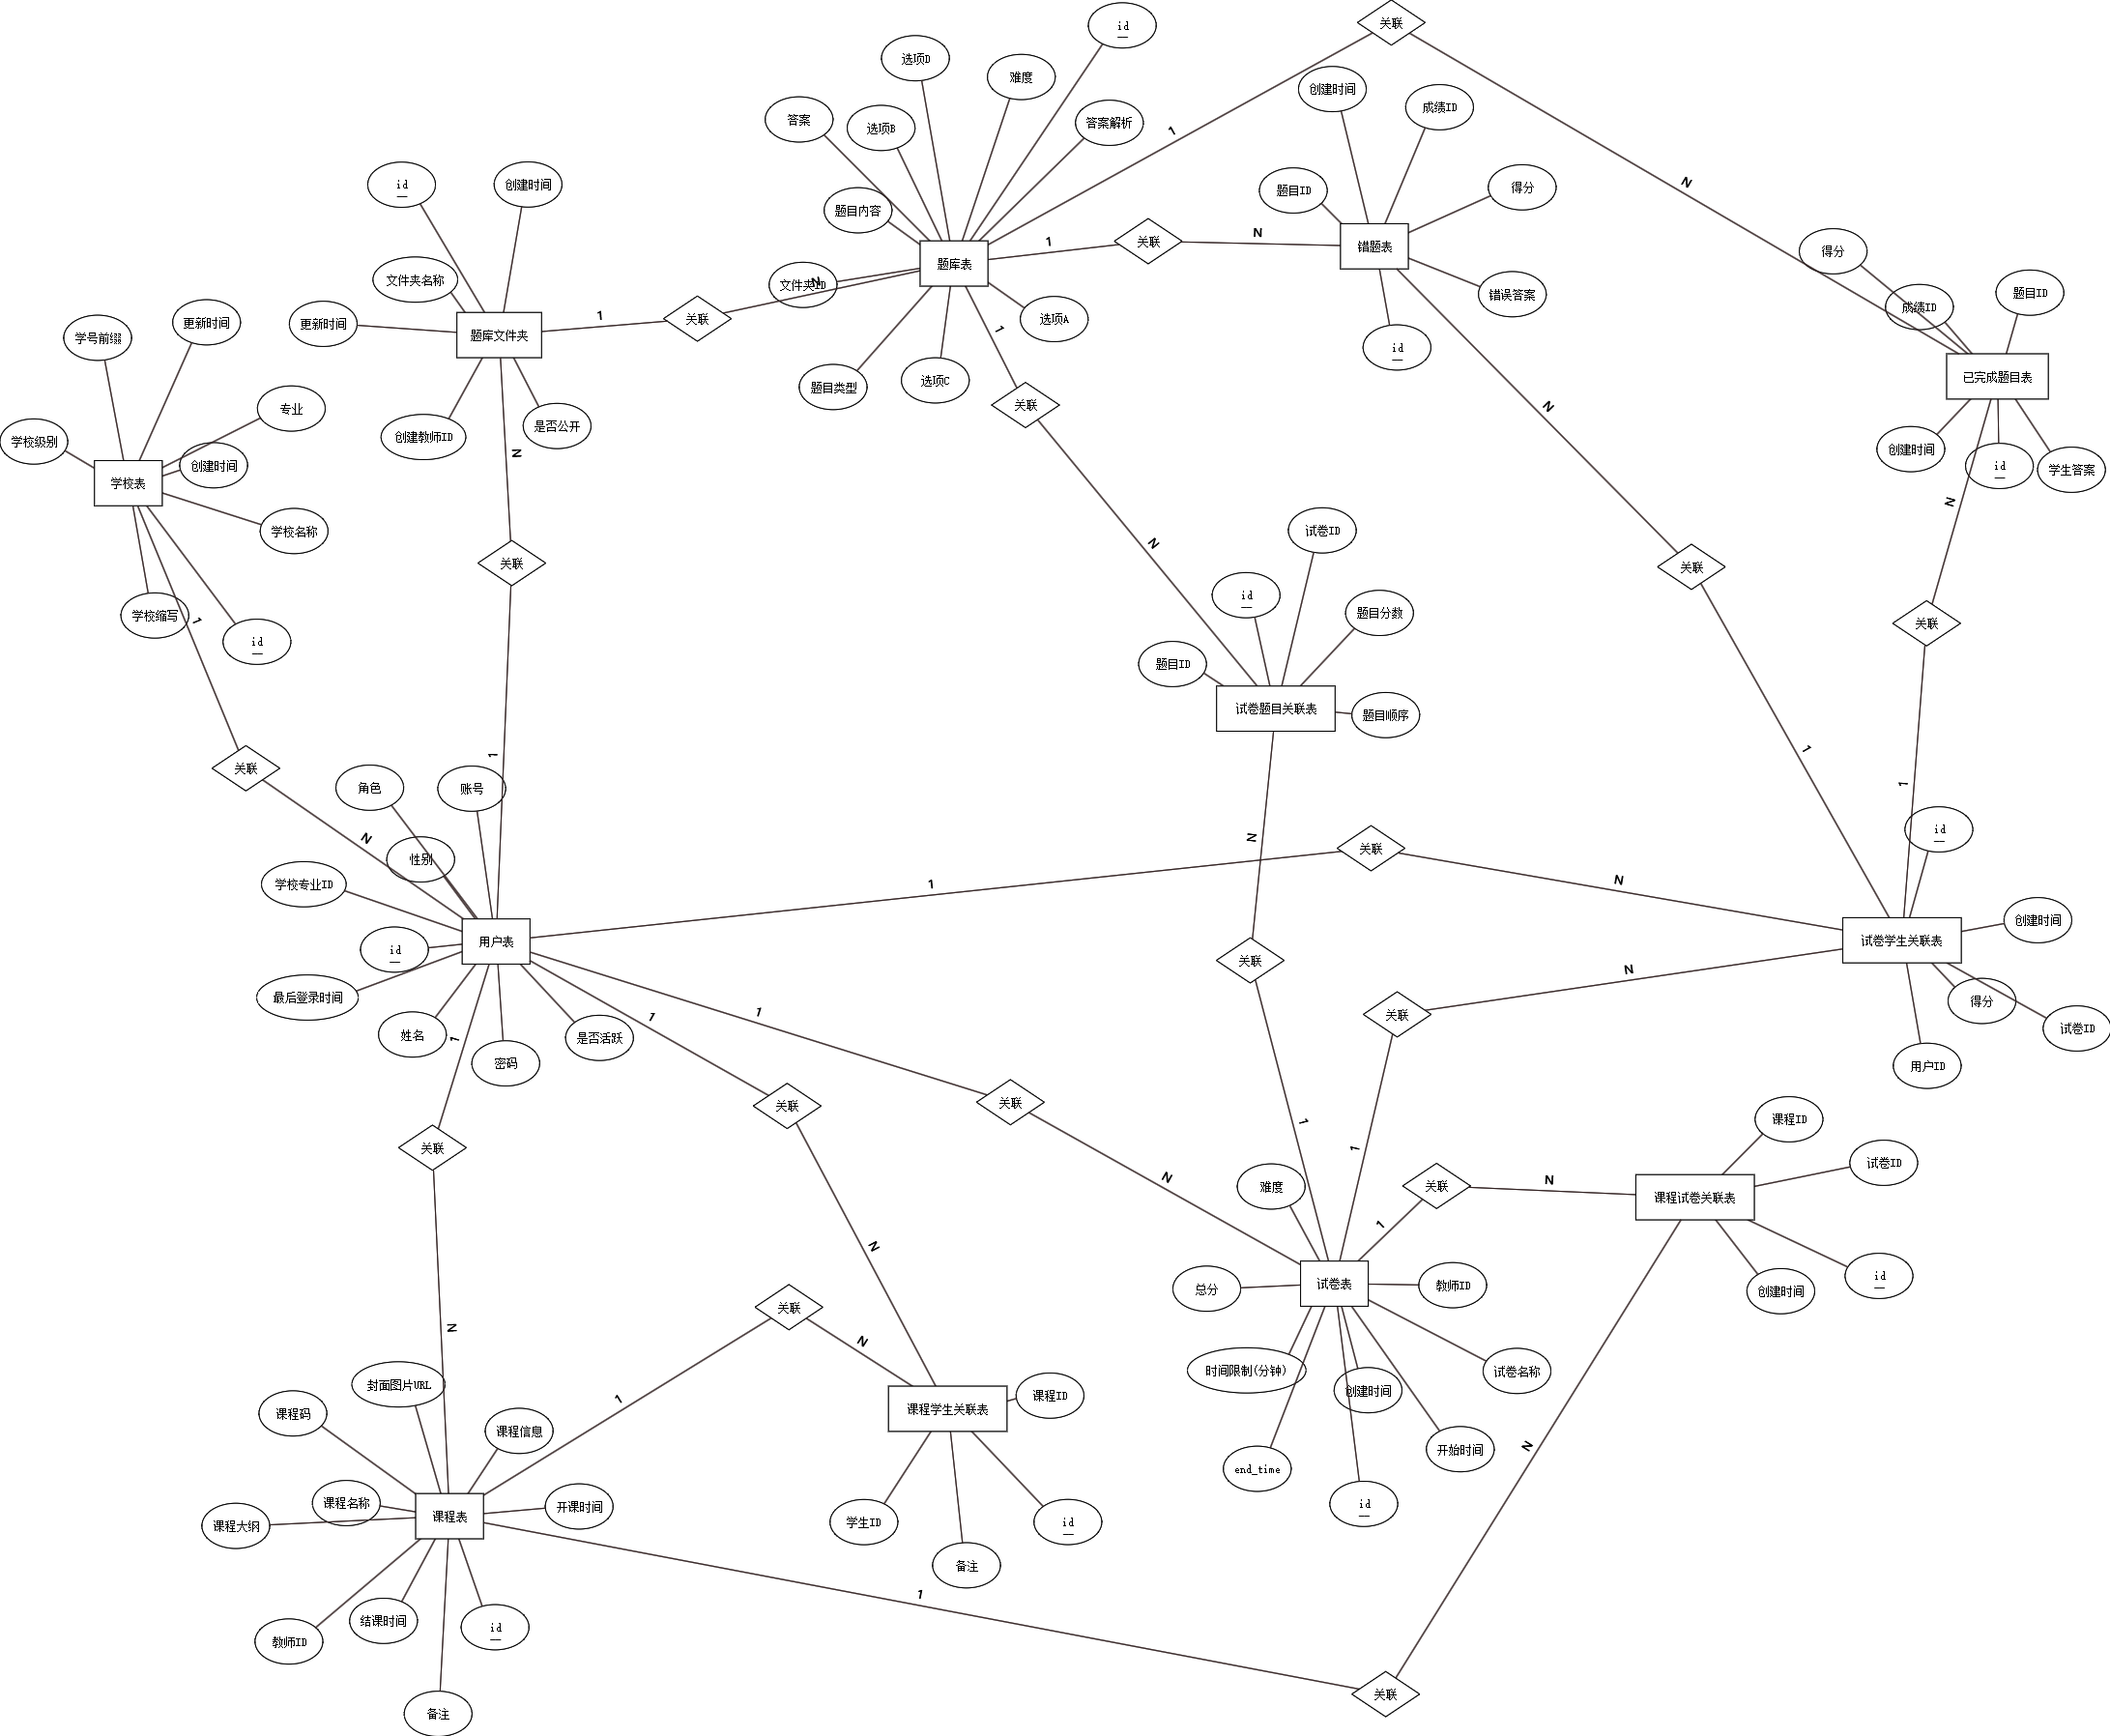 关联
id
选项D
难度
创建时间
成绩ID
答案
选项B
答案解析
1
N
id
创建时间
题目ID
得分
题目内容
1
关联
N
错题表
得分
题库表
文件夹名称
文件夹ID
N
错误答案
成绩ID
题目ID
更新时间
题库文件夹
1
关联
选项A
id
学号前缀
更新时间
1
题目类型
选项C
已完成题目表
专业
创建教师ID
是否公开
关联
N
学校级别
创建时间
N
创建时间
id
学生答案
学校表
N
学校名称
试卷ID
N
关联
N
关联
id
题目分数
关联
学校缩写
1
id
题目ID
试卷题目关联表
题目顺序
1
1
关联
角色
账号
1
N
性别
N
关联
id
学校专业ID
1
N
创建时间
id
用户表
试卷学生关联表
最后登录时间
关联
N
得分
姓名
1
密码
是否活跃
1
1
关联
试卷ID
用户ID
关联
关联
关联
1
1
课程ID
试卷ID
N
难度
关联
N
课程试卷关联表
1
N
总分
试卷表
教师ID
创建时间
id
关联
N
N
时间限制(分钟)
创建时间
试卷名称
封面图片URL
1
课程ID
课程码
课程信息
课程学生关联表
开始时间
N
end_time
课程名称
开课时间
id
课程大纲
课程表
学生ID
id
备注
1
结课时间
id
教师ID
关联
备注